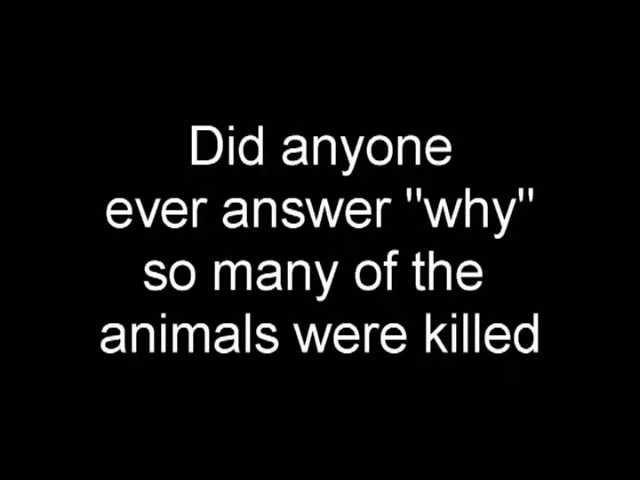 Did anyone
ever answer "why"
so many of the
animals were killed